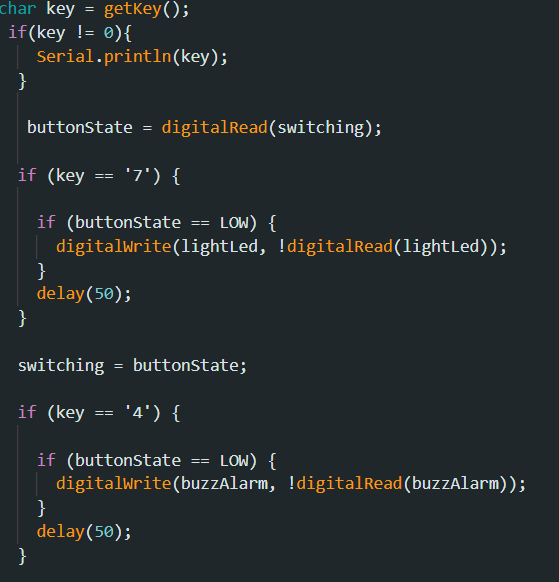 char key = getKey();
if(key != 0){
Serial.println(key);
}
buttonState = digitalRead(switching);
if (key == '7') {
if (buttonState == LOW) {
digitalWrite(lightLed, !digitalRead(lightLed));
}
delay(50);
}
switching = buttonState;
if (key == '4') {
if (buttonState == LOW) {
digitalWrite(buzzAlarm, !digitalRead(buzzAlarm));
}
delay(50);
}